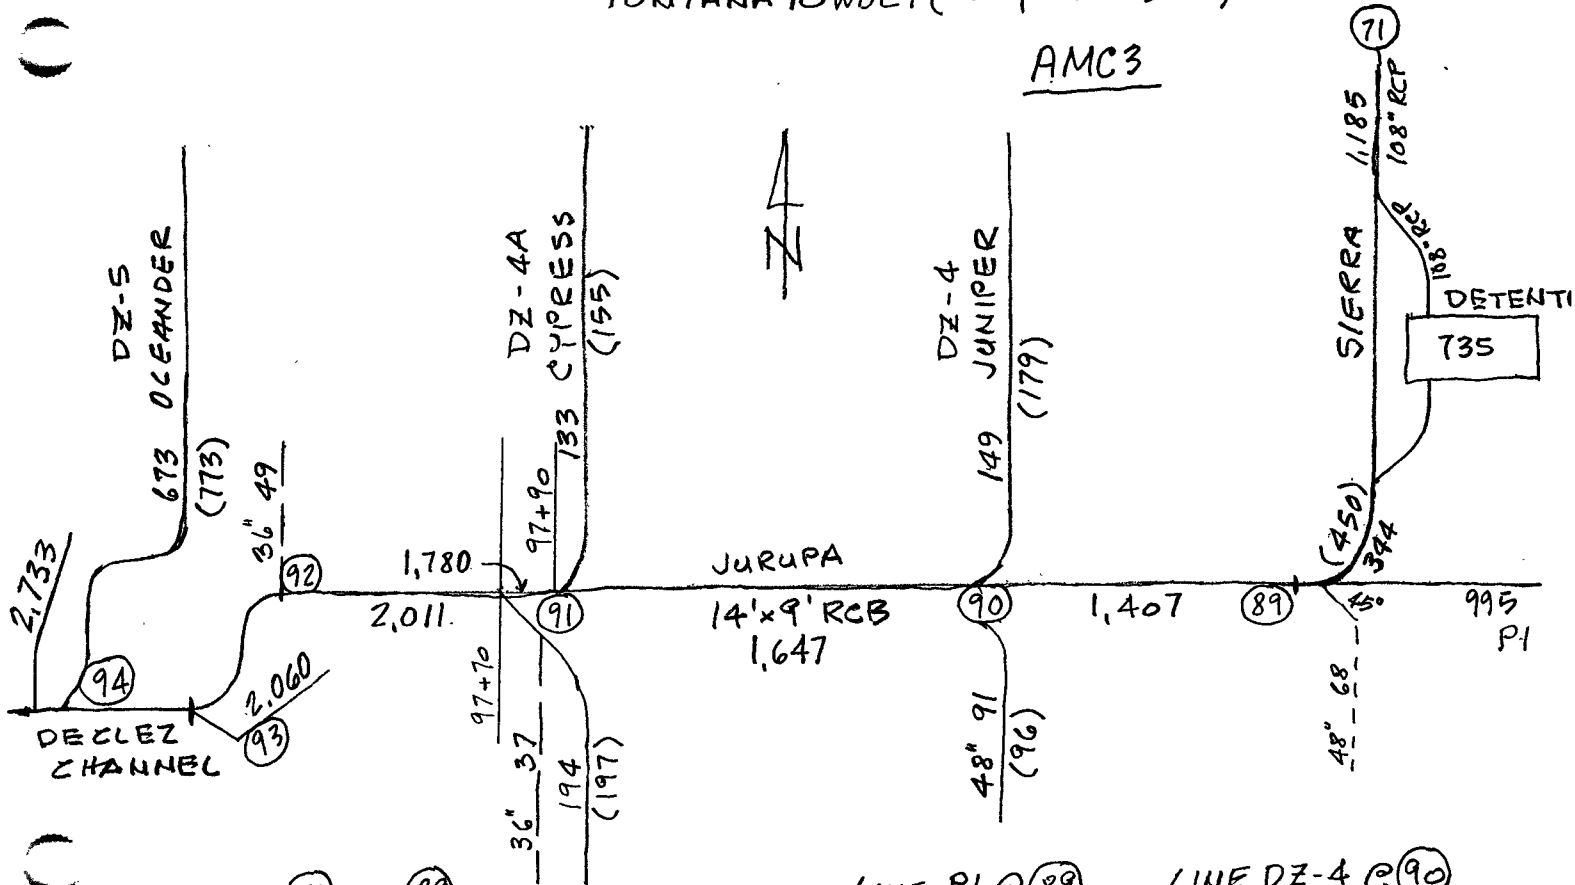 AMC3
71
1,185
108" RCP
108" RCP
SIERRA
DETENTI
735
N
DZ-5
OLEANDER
673
(773)
DZ-4A
CYPRESS
133
(155)
DZ-4
JUNIPER
149
(179)
(450)
344
36" 49
97+90
2,733
92
1,780
2,011
91
JURUPA
14'x9' RCB
1,647
90
1,407
89
45°
995
94
2,060
93
DECLEZ
CHANNEL
97+70
36" 37
194
(197)
48" 91
(96)
48" 68
89
LINE DZ-4 @ 90